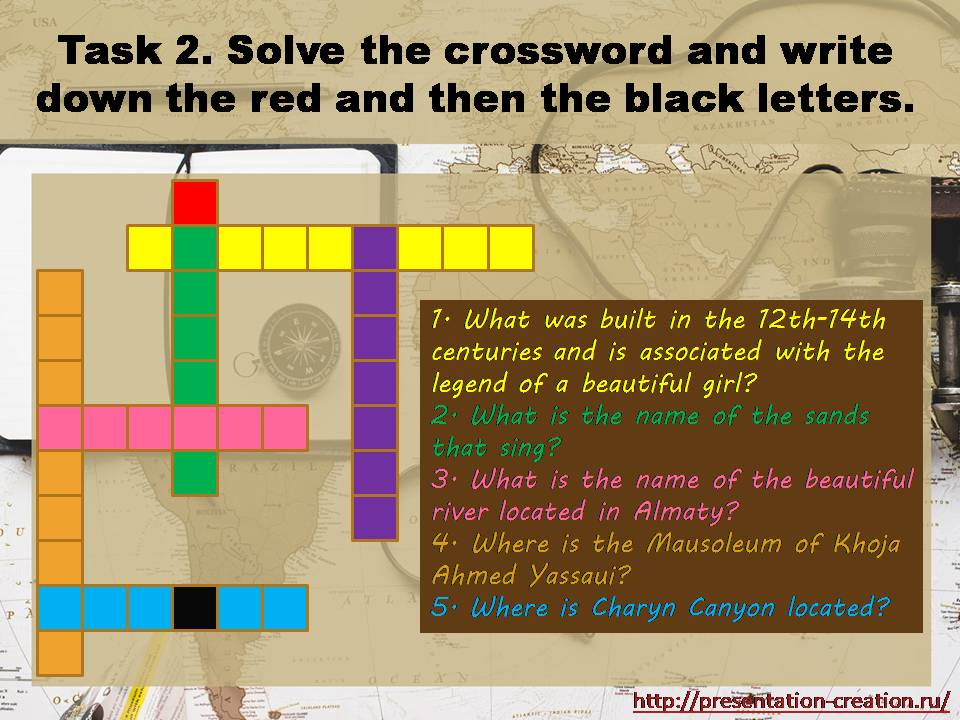 Task 2. Solve the crossword and write
down the red and then the black letters.
1. What was built in the 12th-14th
centuries and is associated with the
legend of a beautiful girl?
2. What is the name of the sands
that sing?
3. What is the name of the beautiful
river located in Almaty?
4. Where is the Mausoleum of Khoja
Ahmed Yassaui?
5. Where is Charyn Canyon located?
http://presentation-creation.ru/
USA
KAZAKHSTAN
MONGOLIA
BRAZIL